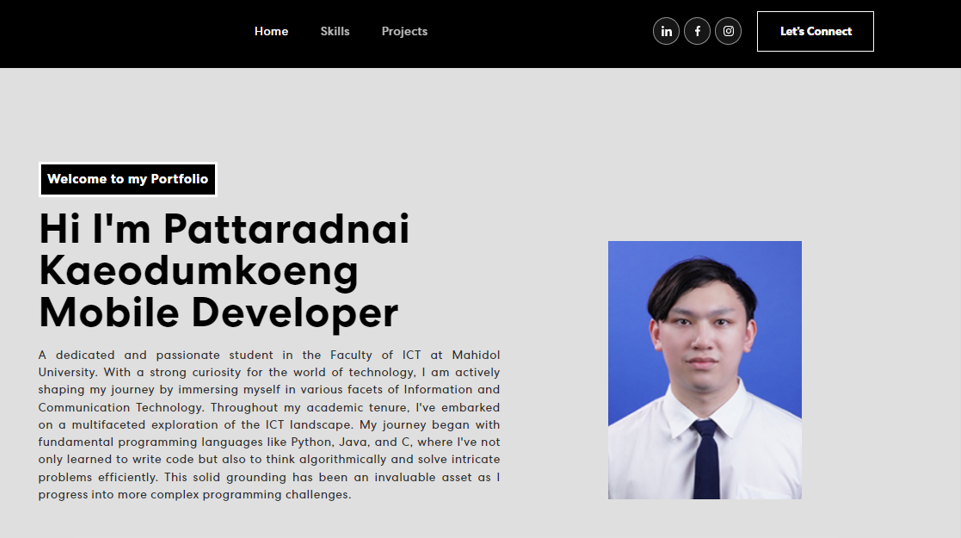 Home Skills Projects Let's Connect
Welcome to my Portfolio
Hi I'm Pattaradnai
Kaeodumkoeng
Mobile Developer
A dedicated and passionate student in the Faculty of ICT at Mahidol
University. With a strong curiosity for the world of technology, I am actively
shaping my journey by immersing myself in various facets of Information and
Communication Technology. Throughout my academic tenure, I've embarked
on a multifaceted exploration of the ICT landscape. My journey began with
fundamental programming languages like Python, Java, and C, where I've not
only learned to write code but also to think algorithmically and solve intricate
problems efficiently. This solid grounding has been an invaluable asset as I
progress into more complex programming challenges.